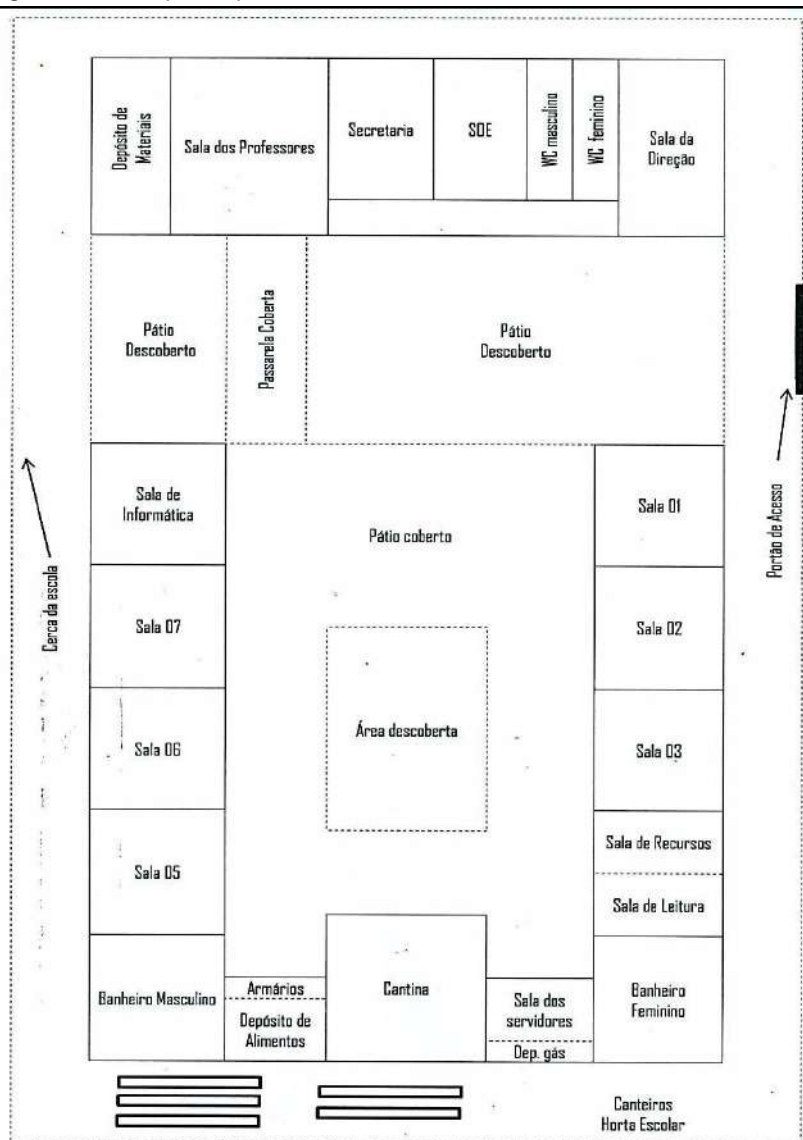 Depósito de
Materiais
Sala dos Professores
Secretaria
SOE
WC masculino
WC feminino
Sala da
Direção
Pátio
Descoberto
Passarela Coberta
Pátio
Descoberto
Portão de Acesso
Cerca da escola
Sala de
Informática
Pátio coberto
Sala 01
Sala 07
Sala 02
Área descoberta
Sala 06
Sala 03
Sala 05
Sala de Recursos
Sala de Leitura
Banheiro Masculino
Armários
Depósito de
Alimentos
Cantina
Sala dos
servidores
Dep. gás
Banheiro
Feminino
Canteiros
Horta Escolar